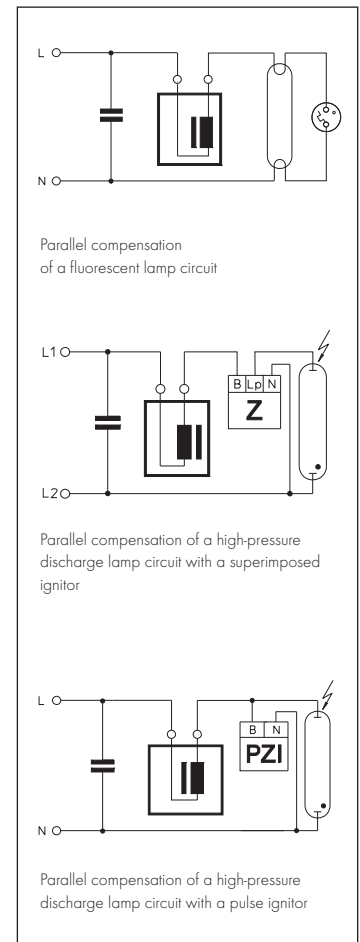 L
N
Parallel compensation
of a fluorescent lamp circuit
L1
B Lp N
Z
L2
Parallel compensation of a high-pressure
discharge lamp circuit with a superimposed
ignitor
L
B N
PZI
N
Parallel compensation of a high-pressure
discharge lamp circuit with a pulse ignitor